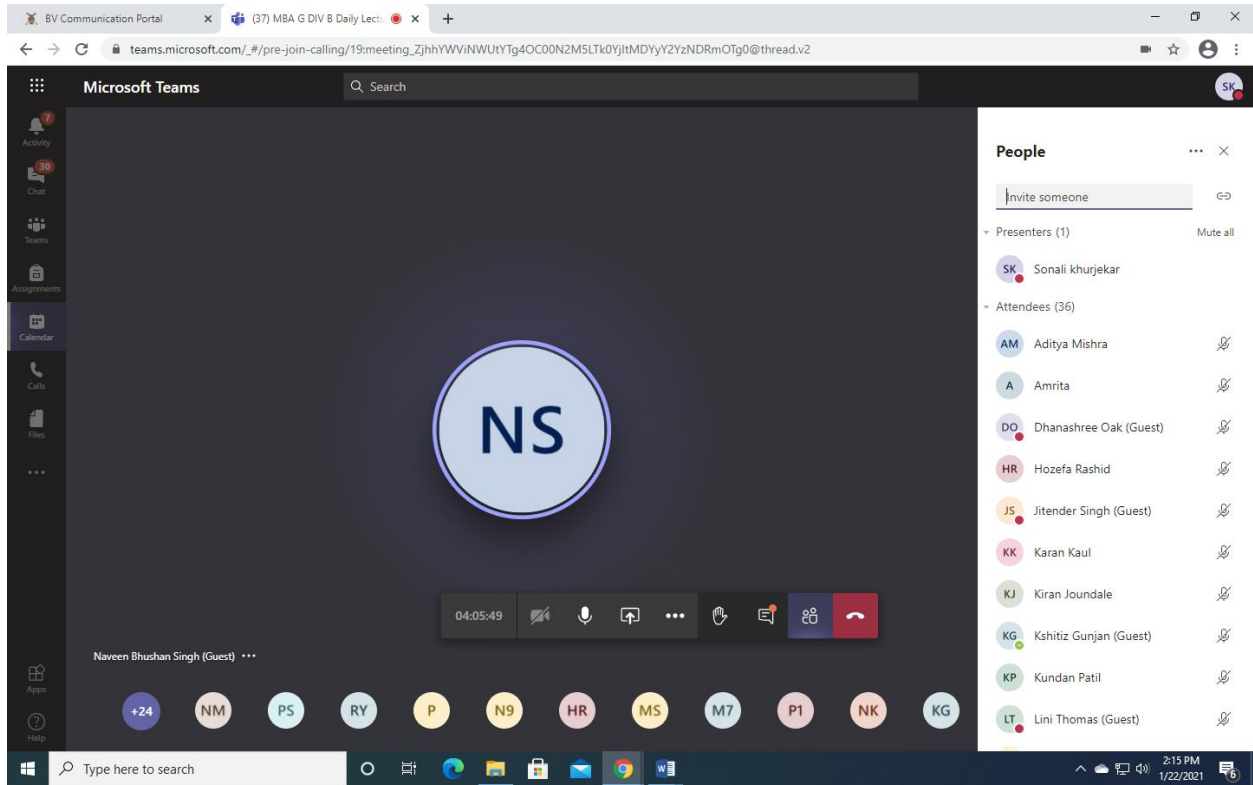 BV Communication Portal
(37) MBA G DIV B Daily Lectu
teams.microsoft.com/_#/pre-join-calling/19:meeting_ZjhhYWViNWUtYTg4OC00N2M5LTk0YjItMDYyY2YzNDRmOTg0@thread.v2
Microsoft Teams
Search
SK
7
Activity
30
Chat
Teams
Assignments
Calendar
Calls
Files
Apps
Help
NS
04:05:49
Naveen Bhushan Singh (Guest)
+24 NM PS RY P N9 HR MS M7 P1 NK KG
People
Invite someone
Presenters (1) Mute all
SK Sonali khurjekar
Attendees (36)
AM Aditya Mishra
A Amrita
DO Dhanashree Oak (Guest)
HR Hozefa Rashid
JS Jitender Singh (Guest)
KK Karan Kaul
KJ Kiran Joundale
KG Kshitiz Gunjan (Guest)
KP Kundan Patil
LT Lini Thomas (Guest)
Type here to search
2:15 PM
1/22/2021
6